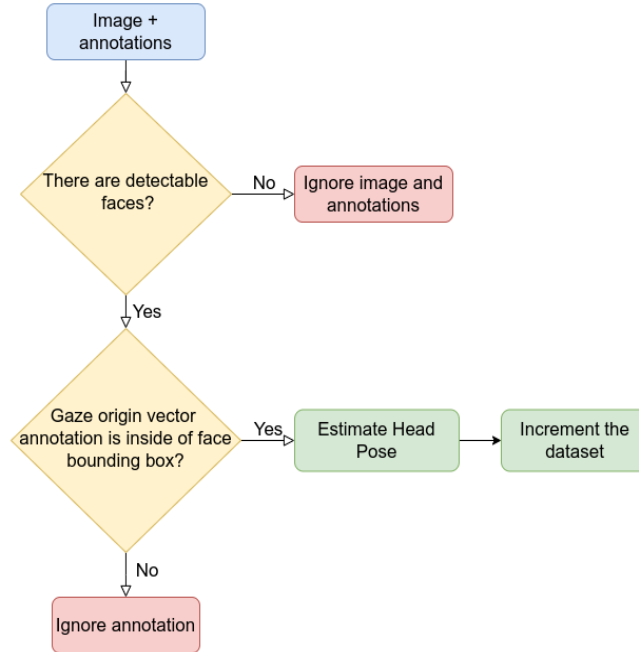 Image +
annotations
There are detectable
faces?
No
Ignore image and
annotations
Yes
Gaze origin vector
annotation is inside of face
bounding box?
Yes
Estimate Head
Pose
Increment the
dataset
No
Ignore annotation